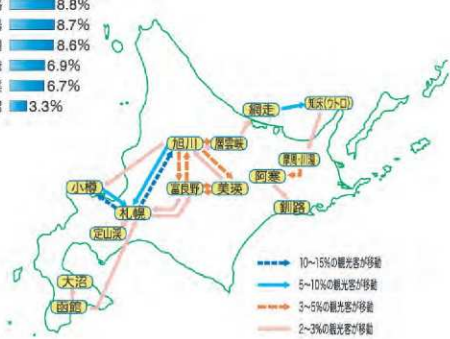 8.8%
8.7%
8.6%
6.9%
6.7%
3.3%
網走
知床(ウトロ)
旭川
層雲峡
摩周・川湯
阿寒
小樽
富良野
美瑛
札幌
釧路
定山渓
大沼
函館
10~15%の観光客が移動
5~10%の観光客が移動
3~5%の観光客が移動
2~3%の観光客が移動